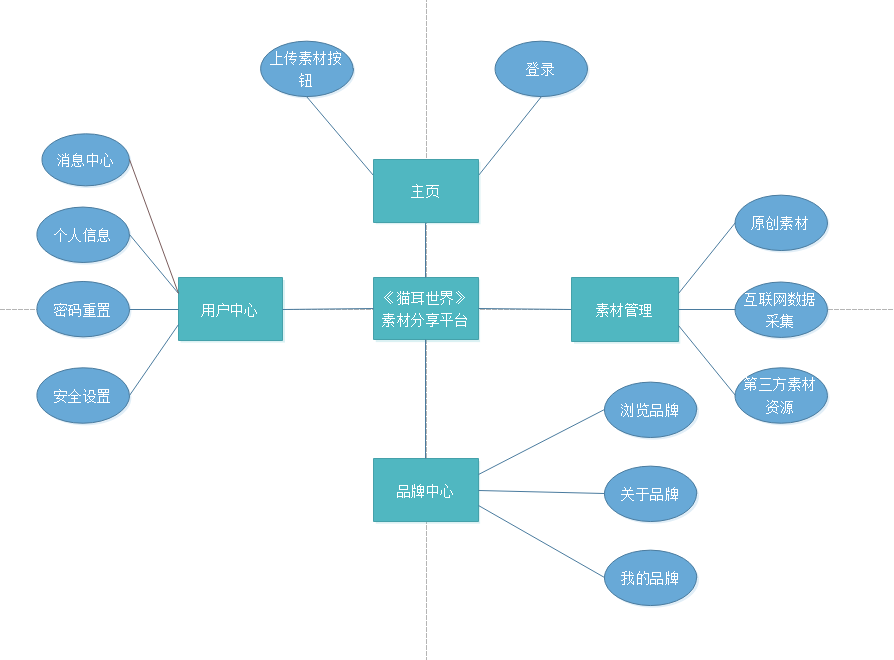 上传素材按
钮
登录
消息中心
主页
原创素材
个人信息
用户中心
《猫耳世界》
素材分享平台
素材管理
密码重置
互联网数据
采集
安全设置
第三方素材
资源
浏览品牌
品牌中心
关于品牌
我的品牌